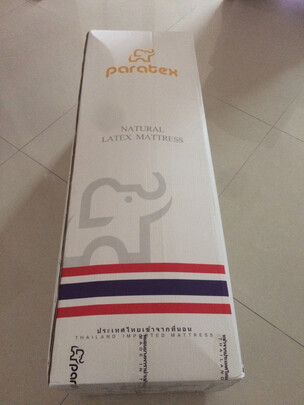 paratex
NATURAL
LATEX MATTRESS
ประเทศไทยเข้าจากที่นอน
THAILAND IMPORTED MATTRESS
para